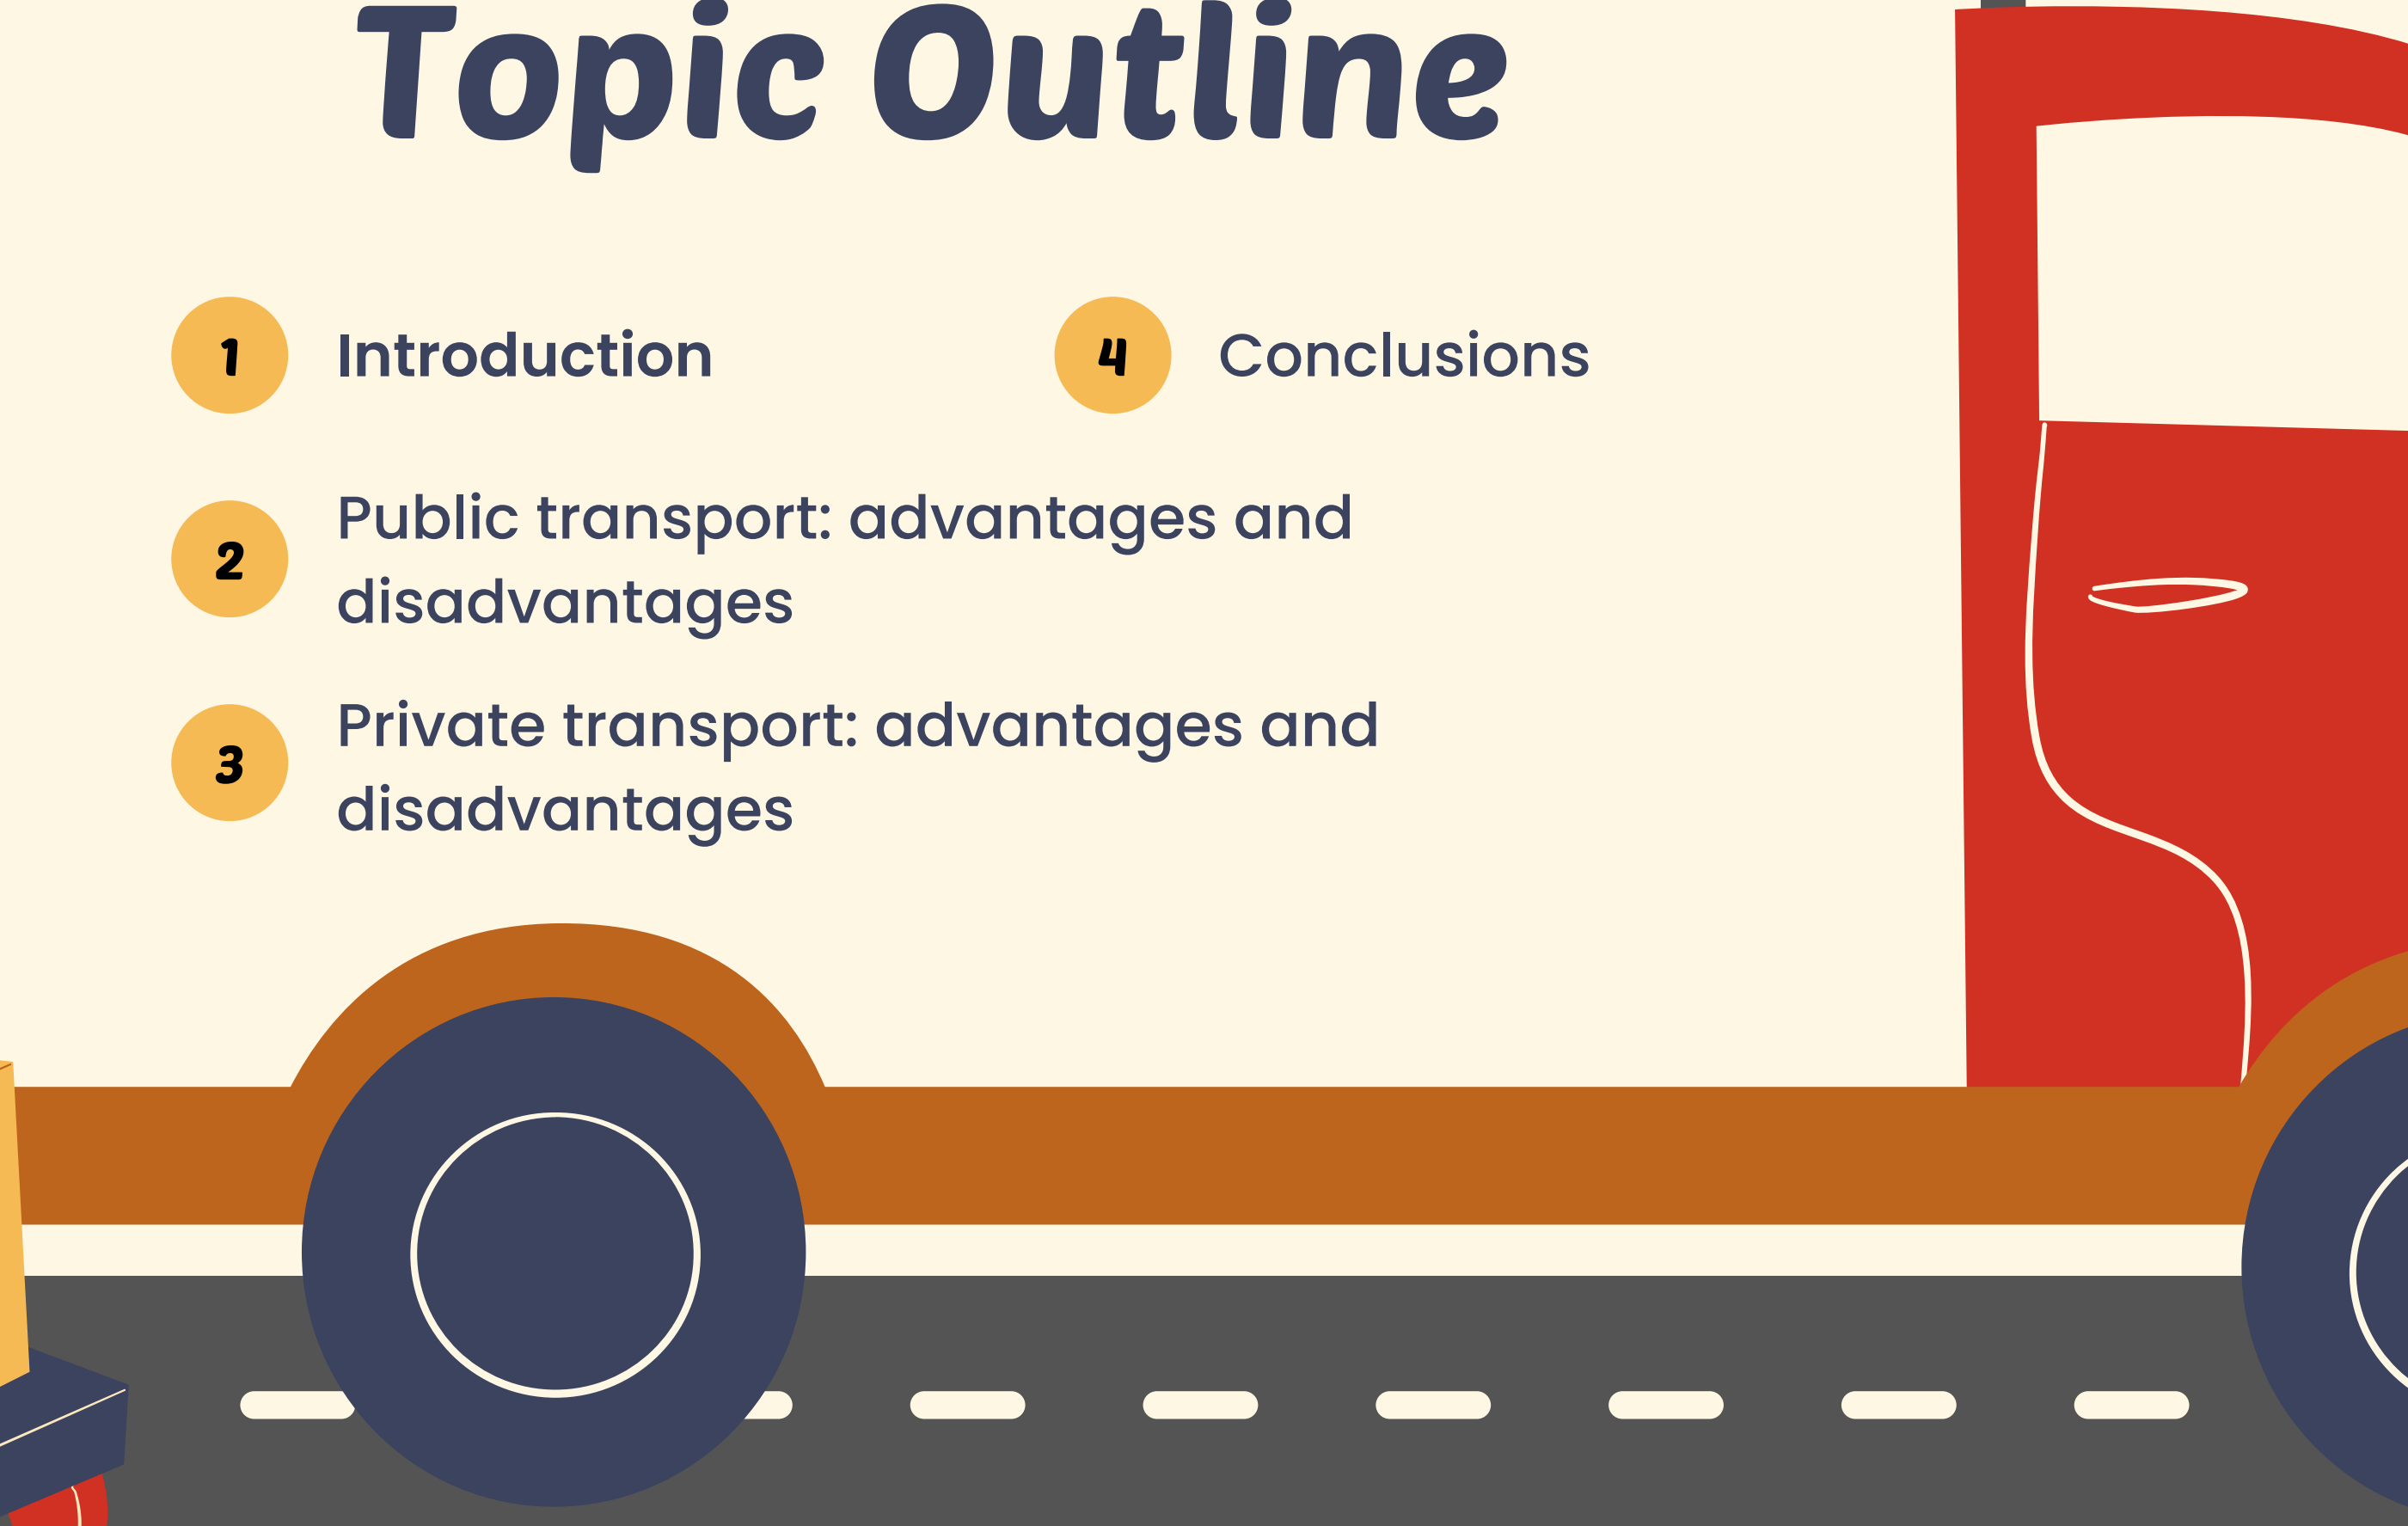 Topic Outline
1
Introduction
2
Public transport: advantages and
disadvantages
3
Private transport: advantages and
disadvantages
4
Conclusions